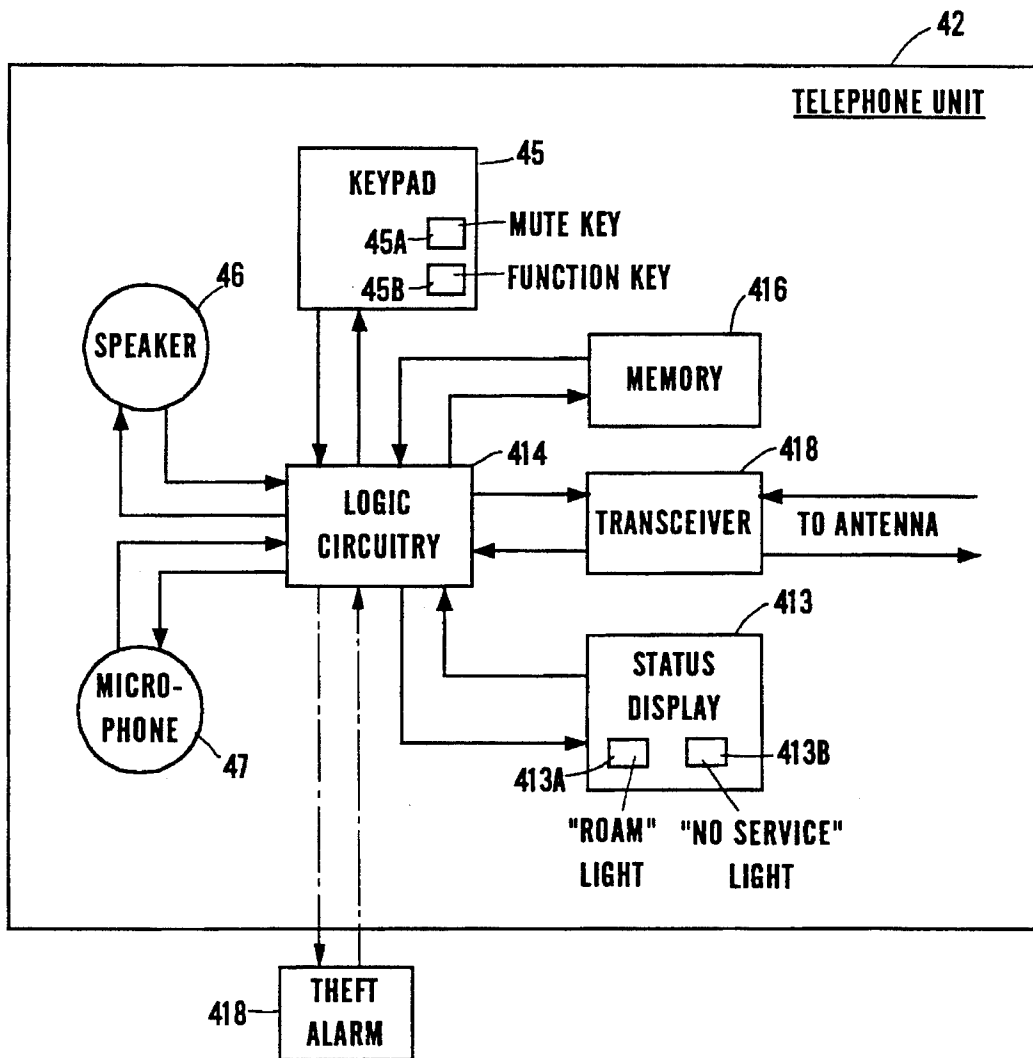 42
TELEPHONE UNIT
45
KEYPAD
45A
MUTE KEY
45B
FUNCTION KEY
46
SPEAKER
416
MEMORY
414
LOGIC
CIRCUITRY
418
TRANSCEIVER
TO ANTENNA
413
STATUS
DISPLAY
413A
413B
"ROAM"
LIGHT
"NO SERVICE"
LIGHT
MICRO-
PHONE
47
418
THEFT
ALARM